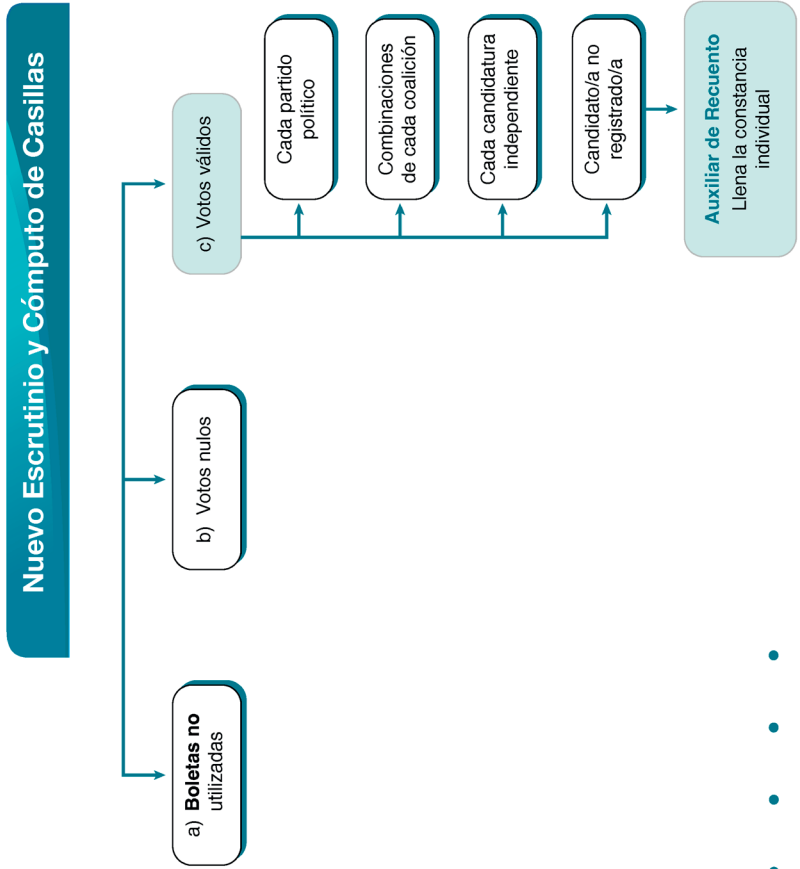 Nuevo Escrutinio y Cómputo de Casillas
a) Boletas no
utilizadas
b) Votos nulos
c) Votos válidos
Cada partido
político
Combinaciones
de cada coalición
Cada candidatura
independiente
Candidato/a no
registrado/a
Auxiliar de Recuento
Llena la constancia
individual